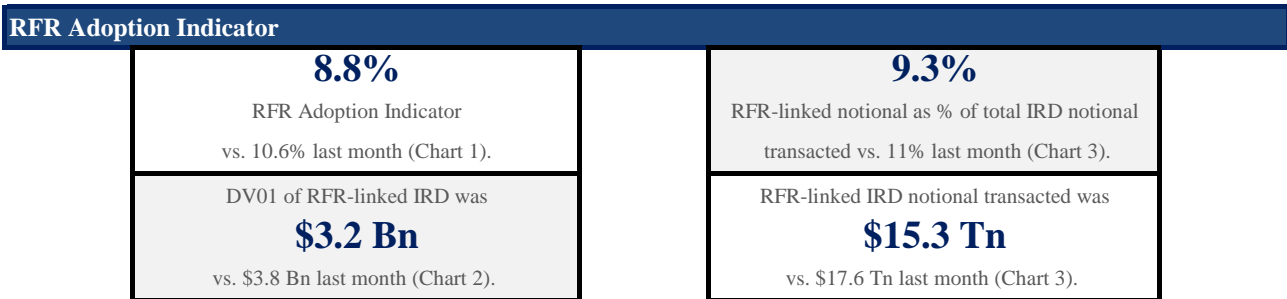 RFR Adoption Indicator
8.8%
RFR Adoption Indicator
vs. 10.6% last month (Chart 1).
9.3%
RFR-linked notional as % of total IRD notional
transacted vs. 11% last month (Chart 3).
DV01 of RFR-linked IRD was
$3.2 Bn
vs. $3.8 Bn last month (Chart 2).
RFR-linked IRD notional transacted was
$15.3 Tn
vs. $17.6 Tn last month (Chart 3).